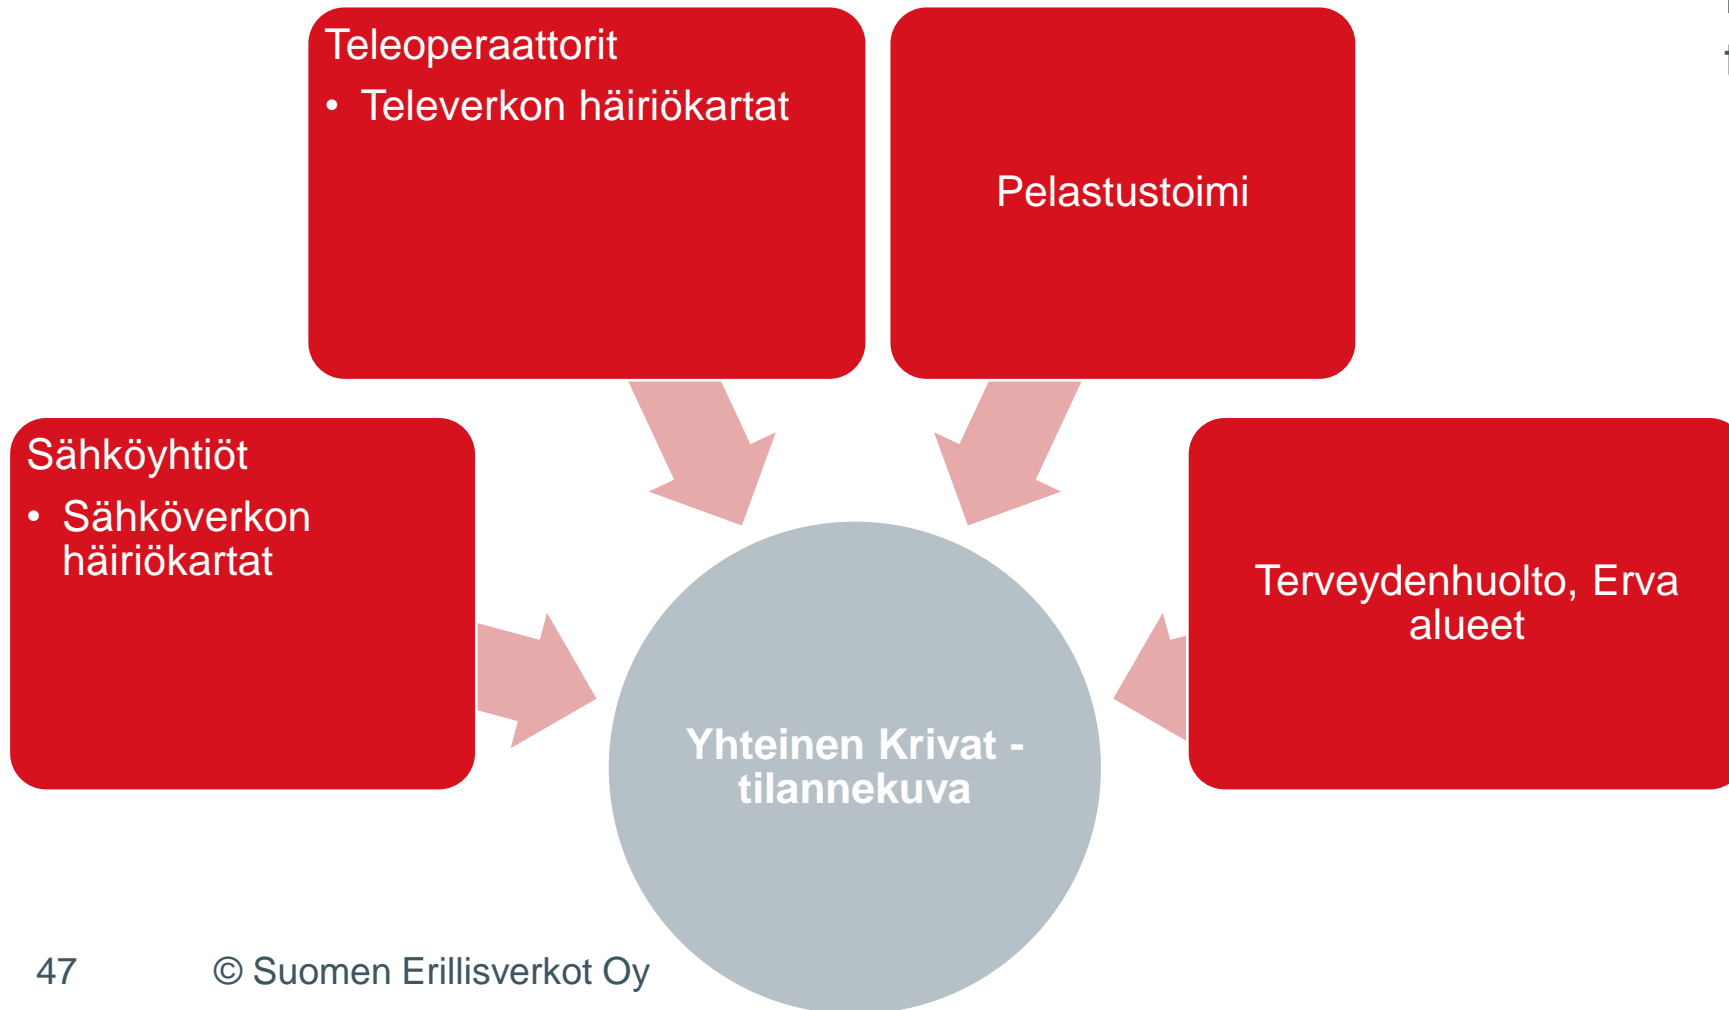 Teleoperaattorit
• Televerkon häiriökartat
Pelastustoimi
Sähköyhtiöt
• Sähköverkon
häiriökartat
Terveydenhuolto, Erva
alueet
Yhteinen Krivat -
tilannekuva
47 © Suomen Erillisverkot Oy